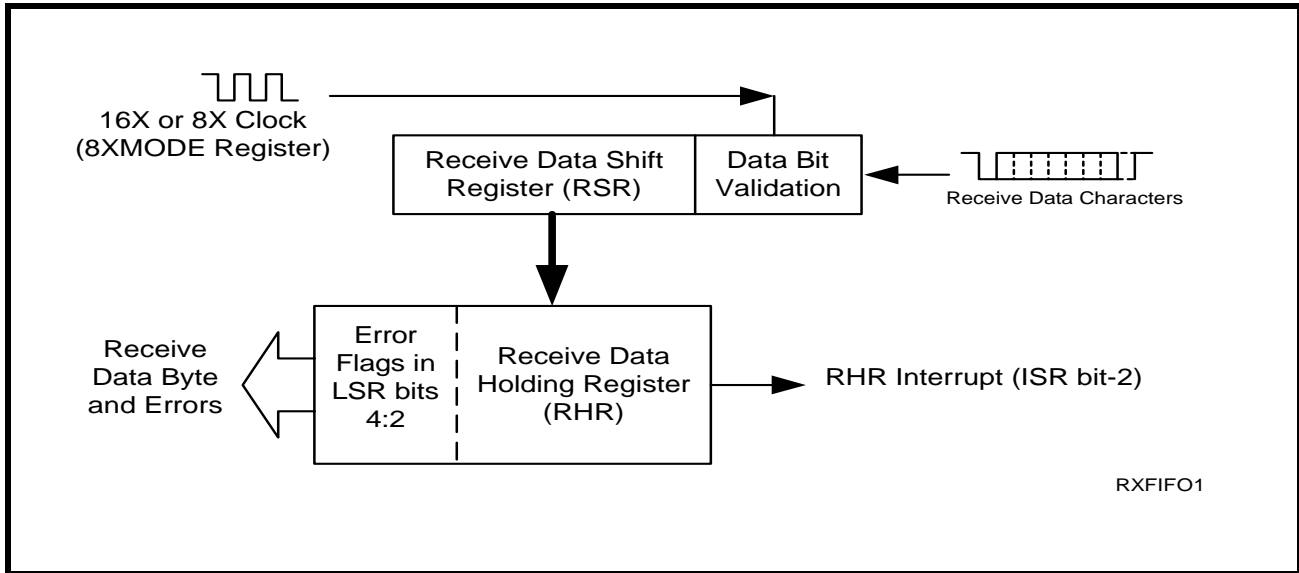 16X or 8X Clock
(8XMODE Register)
Receive Data Shift
Register (RSR)
Data Bit
Validation
Receive Data Characters
Receive
Data Byte
and Errors
Error
Flags in
LSR bits
4:2
Receive Data
Holding Register
(RHR)
RHR Interrupt (ISR bit-2)
RXFIFO1